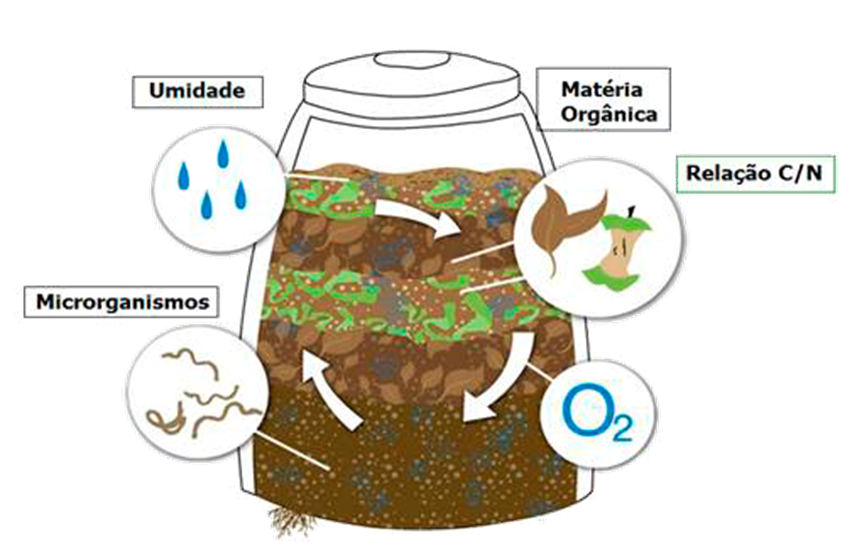 Umidade
Matéria
Orgânica
Relação C/N
Microrganismos
O₂